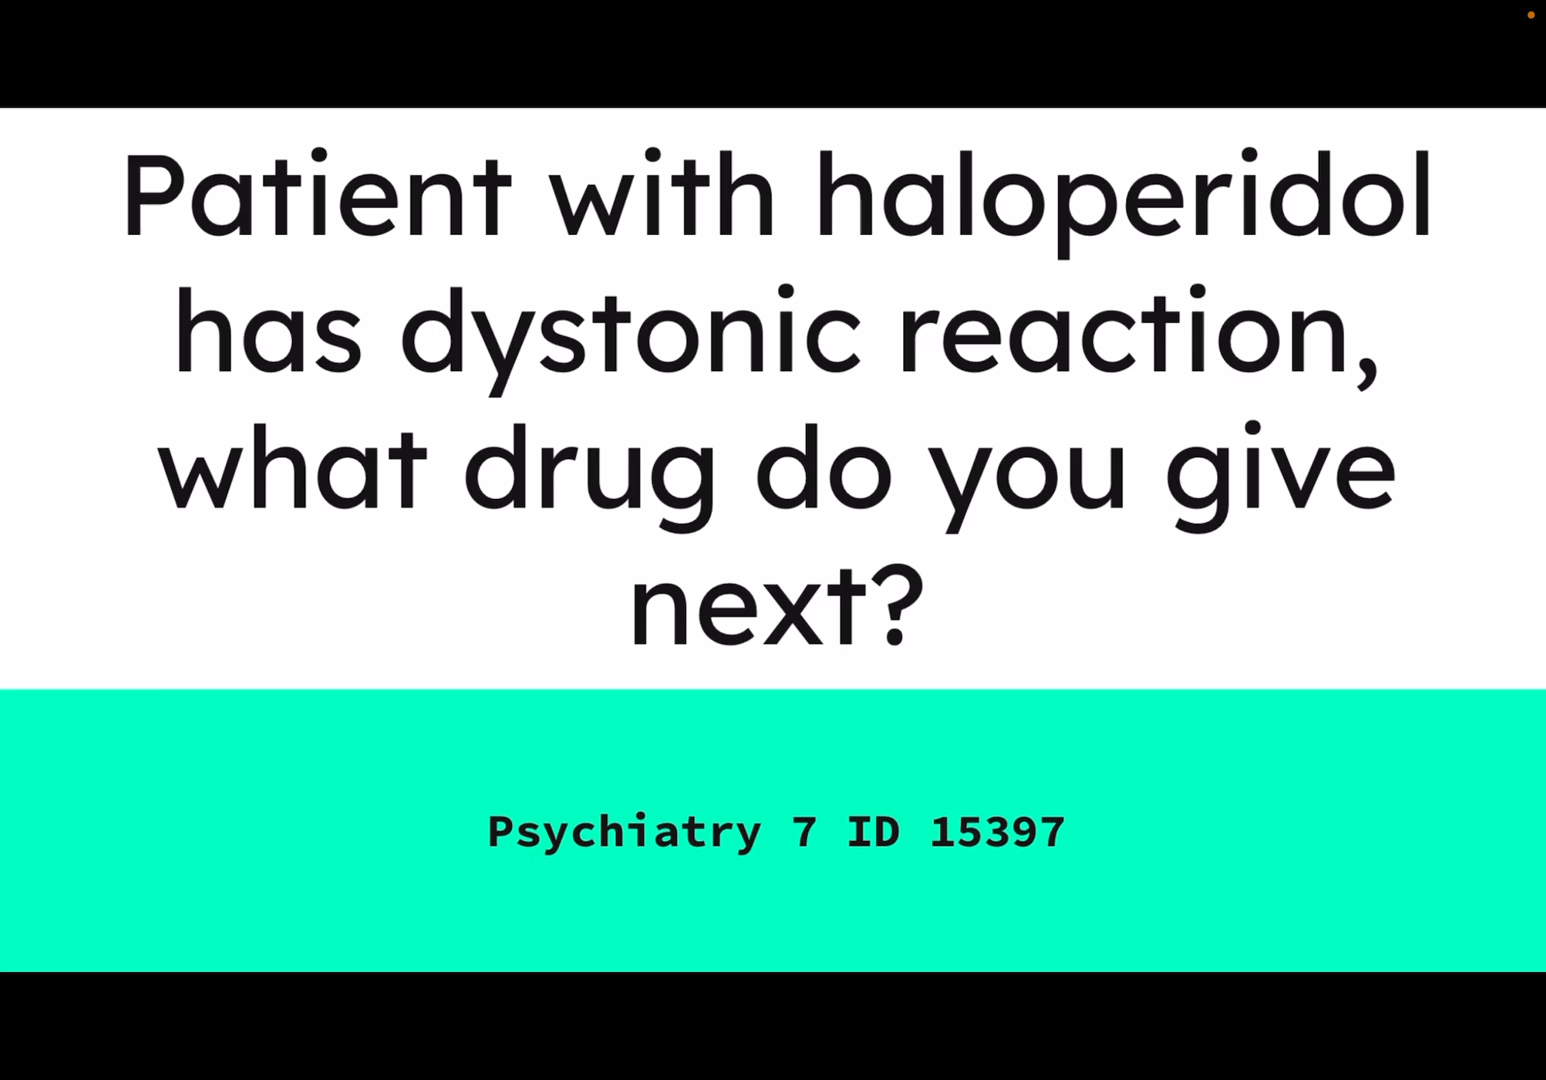 Patient with haloperidol
has dystonic reaction,
what drug do you give
next?
Psychiatry 7 ID 15397